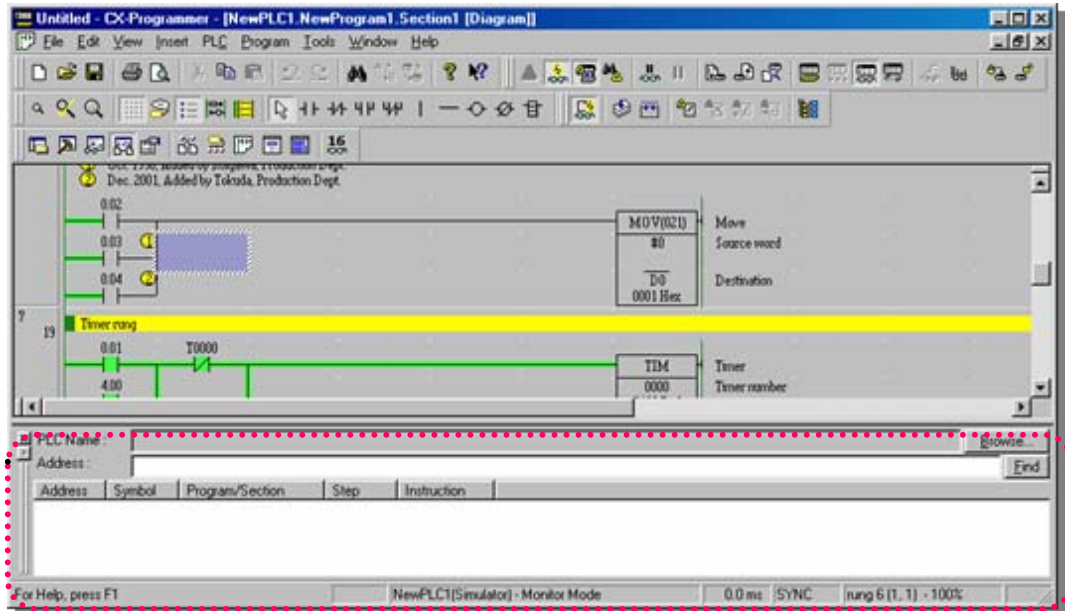 Untitled - CX-Programmer - [NewPLC1.NewProgram1.Section1 [Diagram]]
File Edit View Insert PLC Program Tools Window Help
16
Dec. 2001, Added by Tokuda, Production Dept.
0.02
MOV(021) Move
0.03 1 #0 Source word
0.04 2 D0 Destination
0001 Hex
7
19 Timer rung
0.01 T0000
TIM Timer
4.00 0000 Timer number
PLC Name : Browse...
Address : Find
Address Symbol Program/Section Step Instruction
For Help, press F1 NewPLC1(Simulator) - Monitor Mode 0.0 ms SYNC rung 6 (1, 1) - 100%